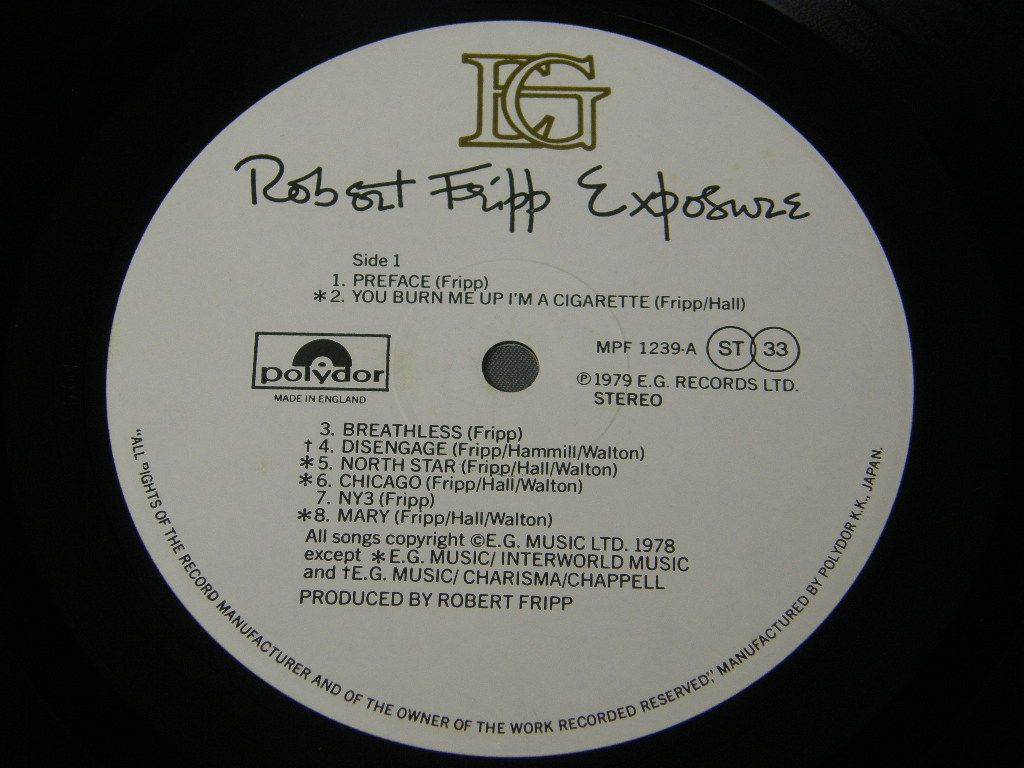 EG
Robert Fripp Exposure
Side 1
1. PREFACE (Fripp)
*2. YOU BURN ME UP I'M A CIGARETTE (Fripp/Hall)
polydor
MADE IN ENGLAND
MPF 1239-A ST 33
℗1979 E.G. RECORDS LTD.
STEREO
3. BREATHLESS (Fripp)
†4. DISENGAGE (Fripp/Hammill/Walton)
*5. NORTH STAR (Fripp/Hall/Walton)
*6. CHICAGO (Fripp/Hall/Walton)
7. NY3 (Fripp)
*8. MARY (Fripp/Hall/Walton)
All songs copyright ©E.G. MUSIC LTD. 1978
except *E.G. MUSIC/ INTERWORLD MUSIC
and †E.G. MUSIC/ CHARISMA/CHAPPELL
PRODUCED BY ROBERT FRIPP
"ALL RIGHTS OF THE RECORD MANUFACTURER AND OF THE OWNER OF THE WORK RECORDED RESERVED", MANUFACTURED BY POLYDOR K.K., JAPAN.